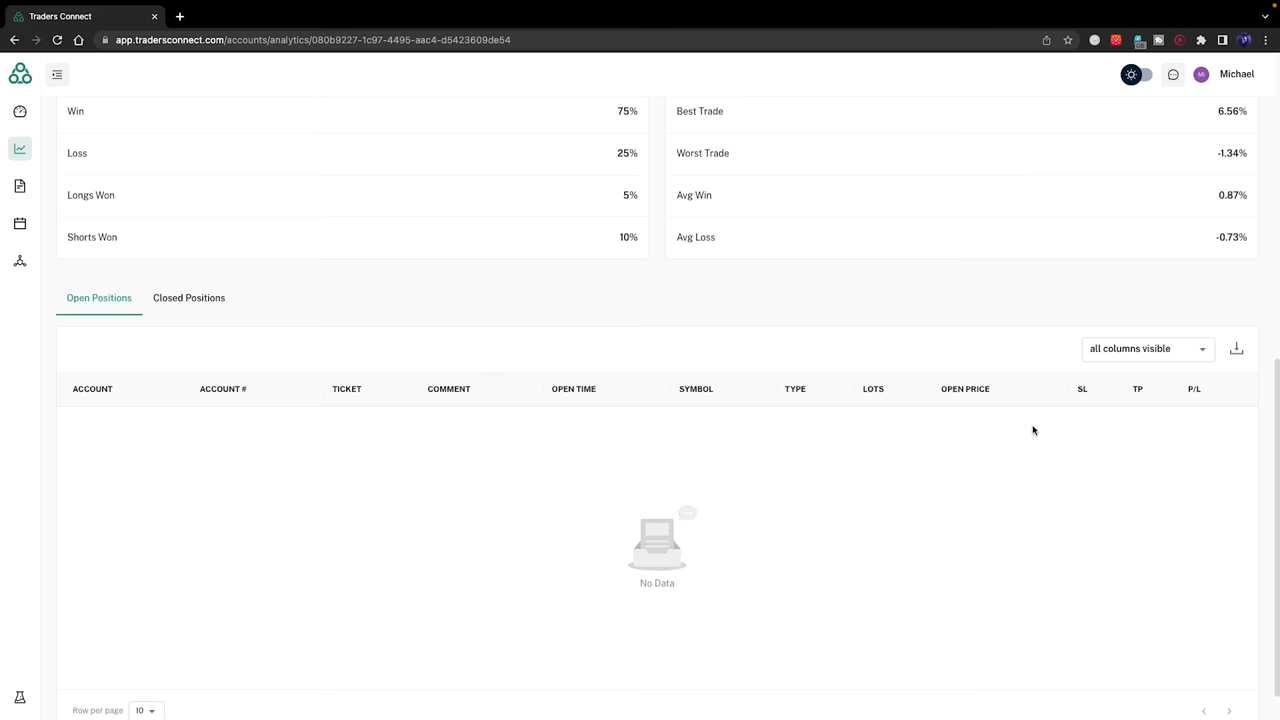 Traders Connect
app.tradersconnect.com/accounts/analytics/080b9227-1c97-4495-aac4-d5423609de54
MI Michael
Win 75% Best Trade 6.56%
Loss 25% Worst Trade -1.34%
Longs Won 5% Avg Win 0.87%
Shorts Won 10% Avg Loss -0.73%
Open Positions Closed Positions
all columns visible
ACCOUNT ACCOUNT # TICKET COMMENT OPEN TIME SYMBOL TYPE LOTS OPEN PRICE SL TP P/L
No Data
Row per page 10